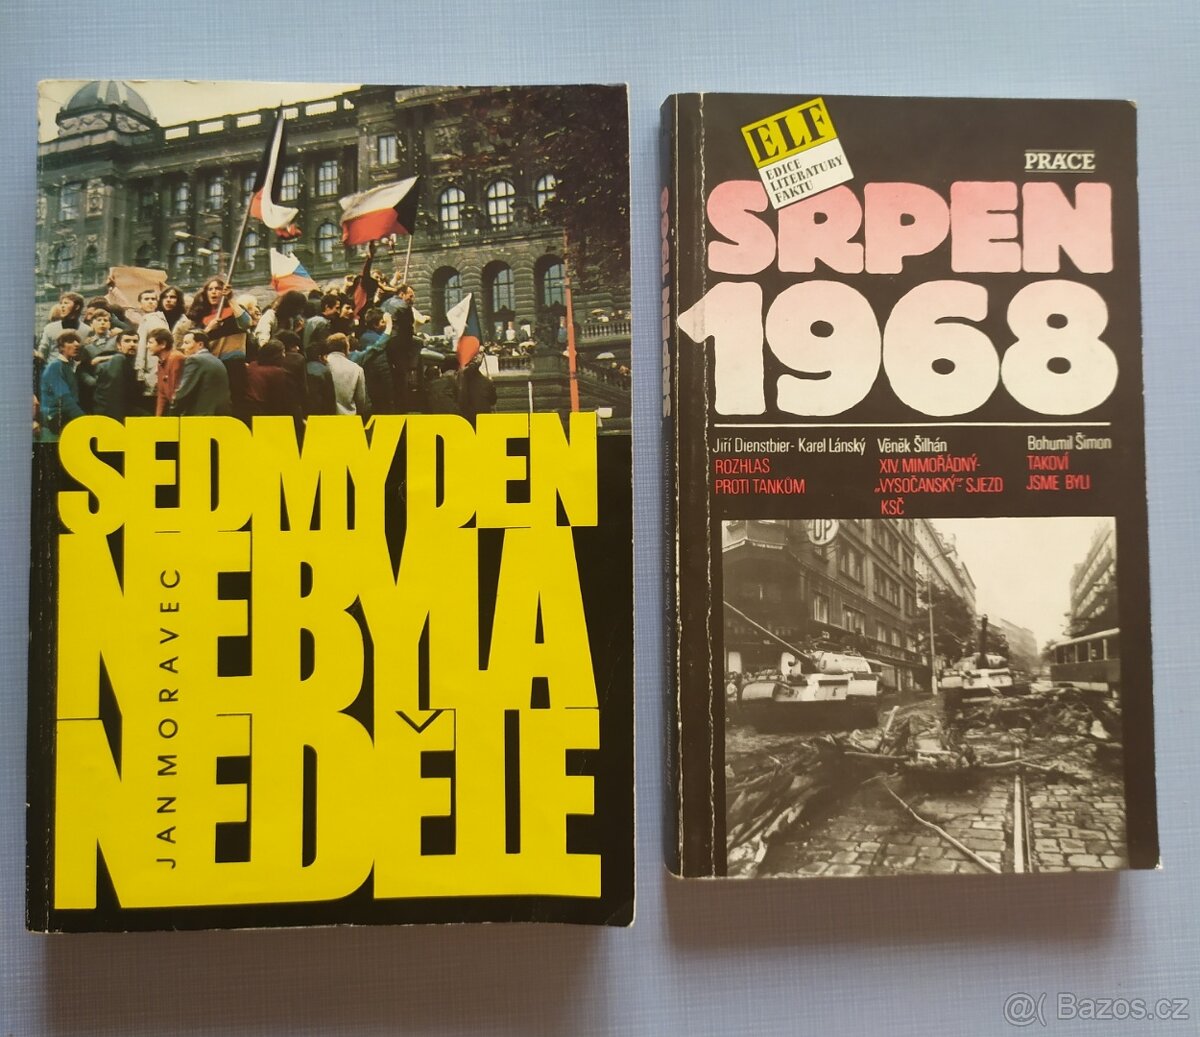 SEDMÝ DEN
NEBYLA
NEDĚLE
JAN MORAVEC
ELF
EDICE
LITERATURY
FAKTU
PRÁCE
SRPEN
1968
Jiří Dienstbier - Karel Lánský
ROZHLAS
PROTI TANKŮM
Věněk Šilhán
XIV. MIMOŘÁDNÝ-
„VYSOČANSKÝ“ SJEZD
KSČ
Bohumil Šimon
TAKOVÍ
JSME BYLI
SRPEN 1968
@( Bazos.cz